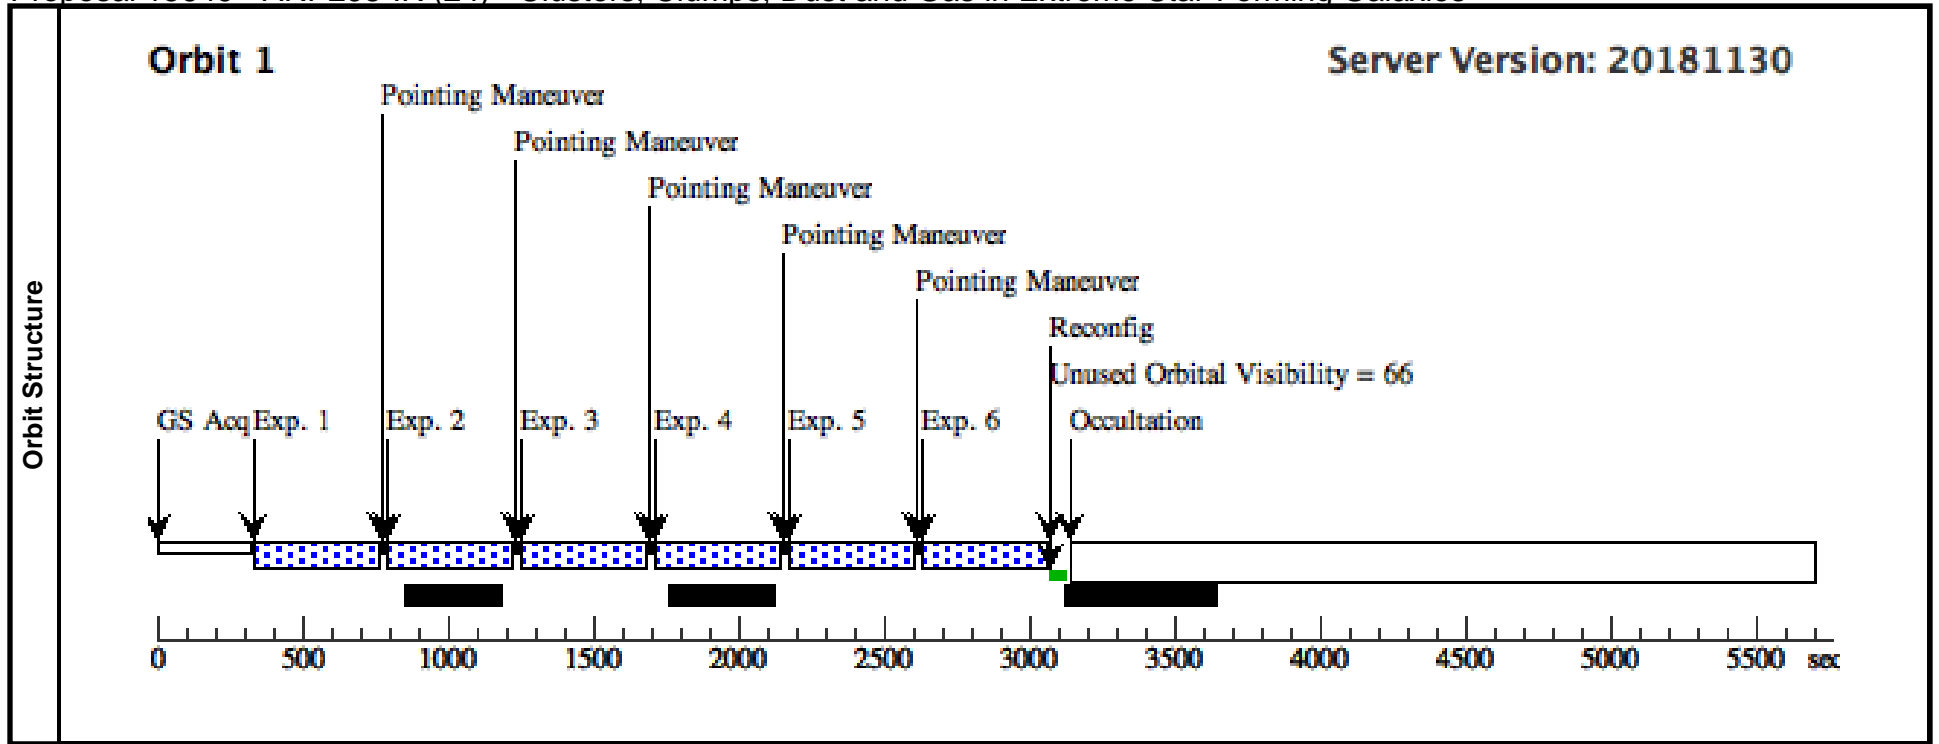 Orbit 1
Server Version: 20181130
Pointing Maneuver
Pointing Maneuver
Pointing Maneuver
Pointing Maneuver
Pointing Maneuver
Reconfig
Unused Orbital Visibility = 66
GS Acq Exp. 1 Exp. 2 Exp. 3 Exp. 4 Exp. 5 Exp. 6 Occultation
Orbit Structure
0 500 1000 1500 2000 2500 3000 3500 4000 4500 5000 5500 sec